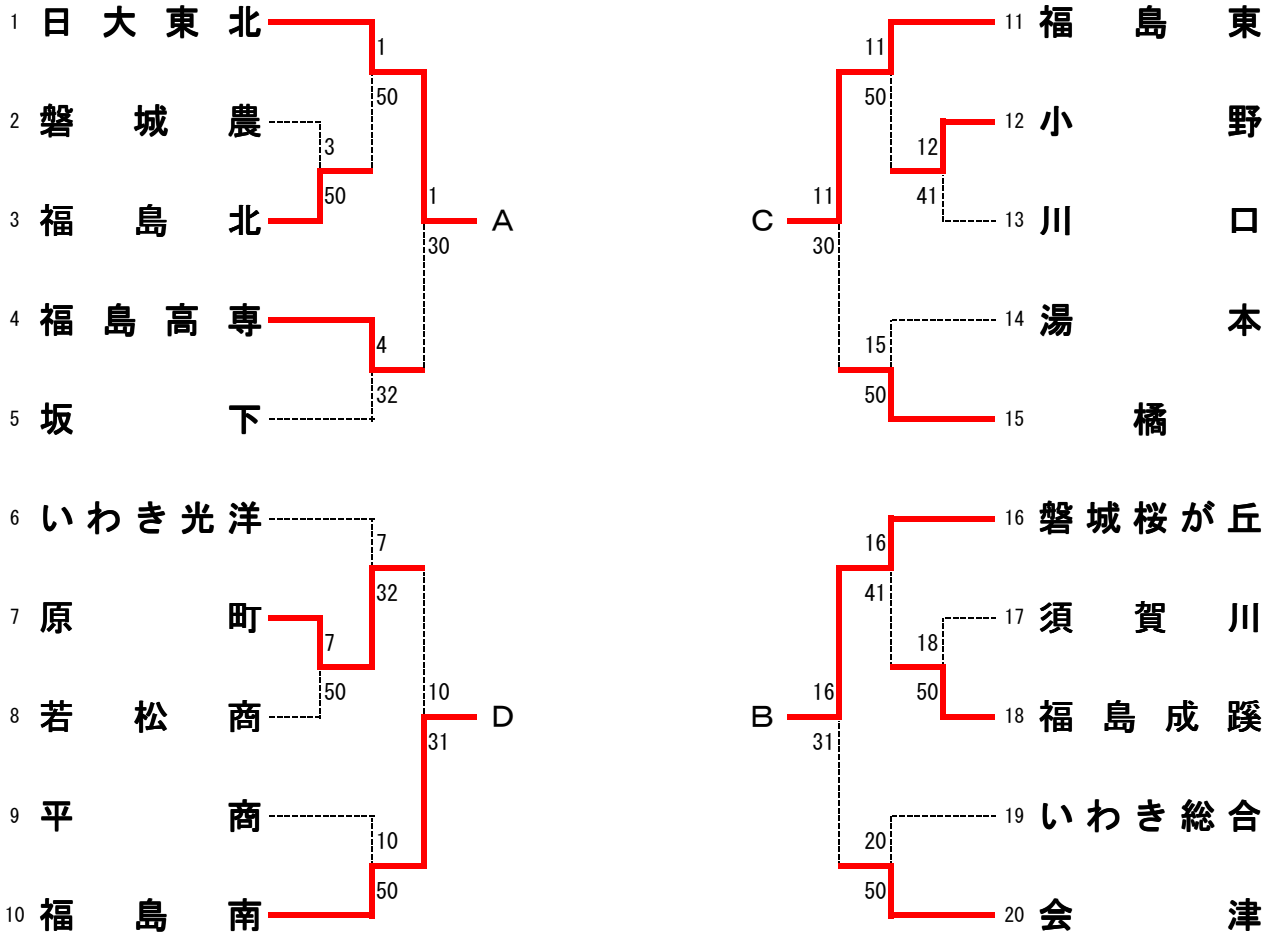 1 日大東北
1
50
2 磐城農
3
50
3 福島北
1
30
A
4 福島高専
4
32
5 坂下
6 いわき光洋
7
32
7 原町
7
50
8 若松商
10
31
D
9 平商
10
50
10 福島南
11 福島東
11
50
12 小野
12
41
13 川口
11
30
C
14 湯本
15
50
15 橘
16 磐城桜が丘
16
41
17 須賀川
18
50
18 福島成蹊
16
31
B
19 いわき総合
20
50
20 会津